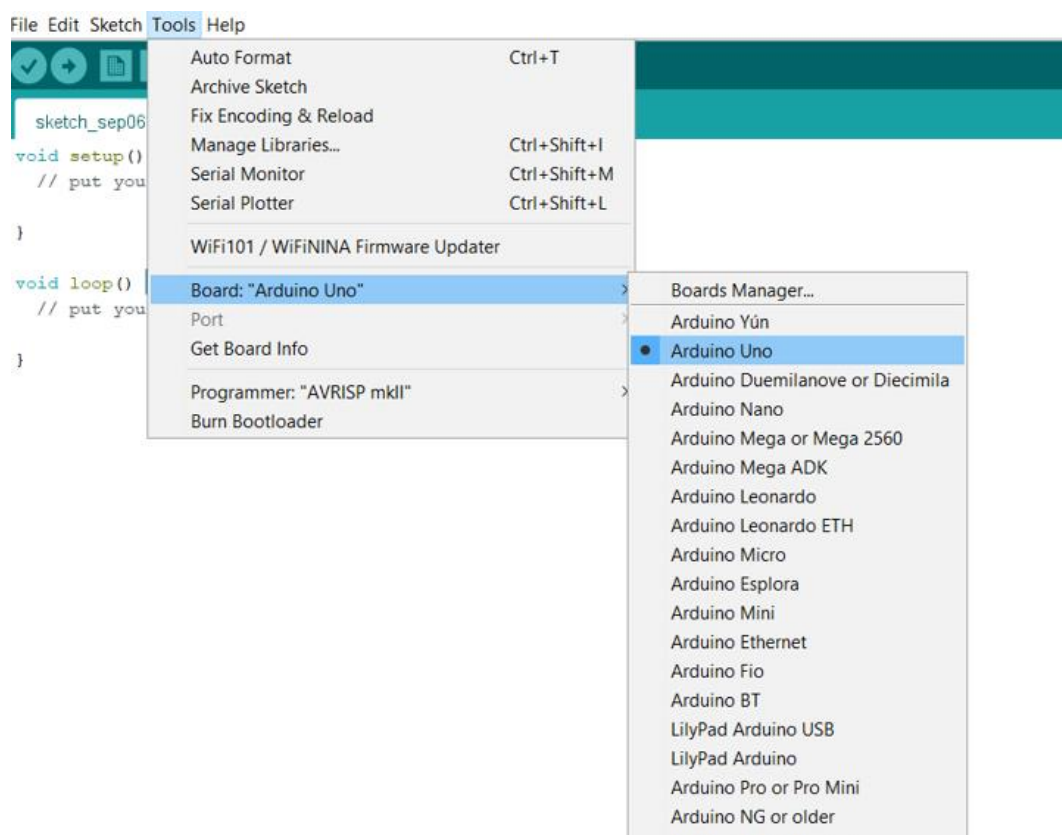 File Edit Sketch Tools Help
Auto Format Ctrl+T
Archive Sketch
Fix Encoding & Reload
Manage Libraries... Ctrl+Shift+I
Serial Monitor Ctrl+Shift+M
Serial Plotter Ctrl+Shift+L
WiFi101 / WiFiNINA Firmware Updater
Board: "Arduino Uno"
Port
Get Board Info
Programmer: "AVRISP mkII"
Burn Bootloader
sketch_sep06
void setup()
// put you
}
void loop()
// put you
}
Boards Manager...
Arduino Yún
Arduino Uno
Arduino Duemilanove or Diecimila
Arduino Nano
Arduino Mega or Mega 2560
Arduino Mega ADK
Arduino Leonardo
Arduino Leonardo ETH
Arduino Micro
Arduino Esplora
Arduino Mini
Arduino Ethernet
Arduino Fio
Arduino BT
LilyPad Arduino USB
LilyPad Arduino
Arduino Pro or Pro Mini
Arduino NG or older